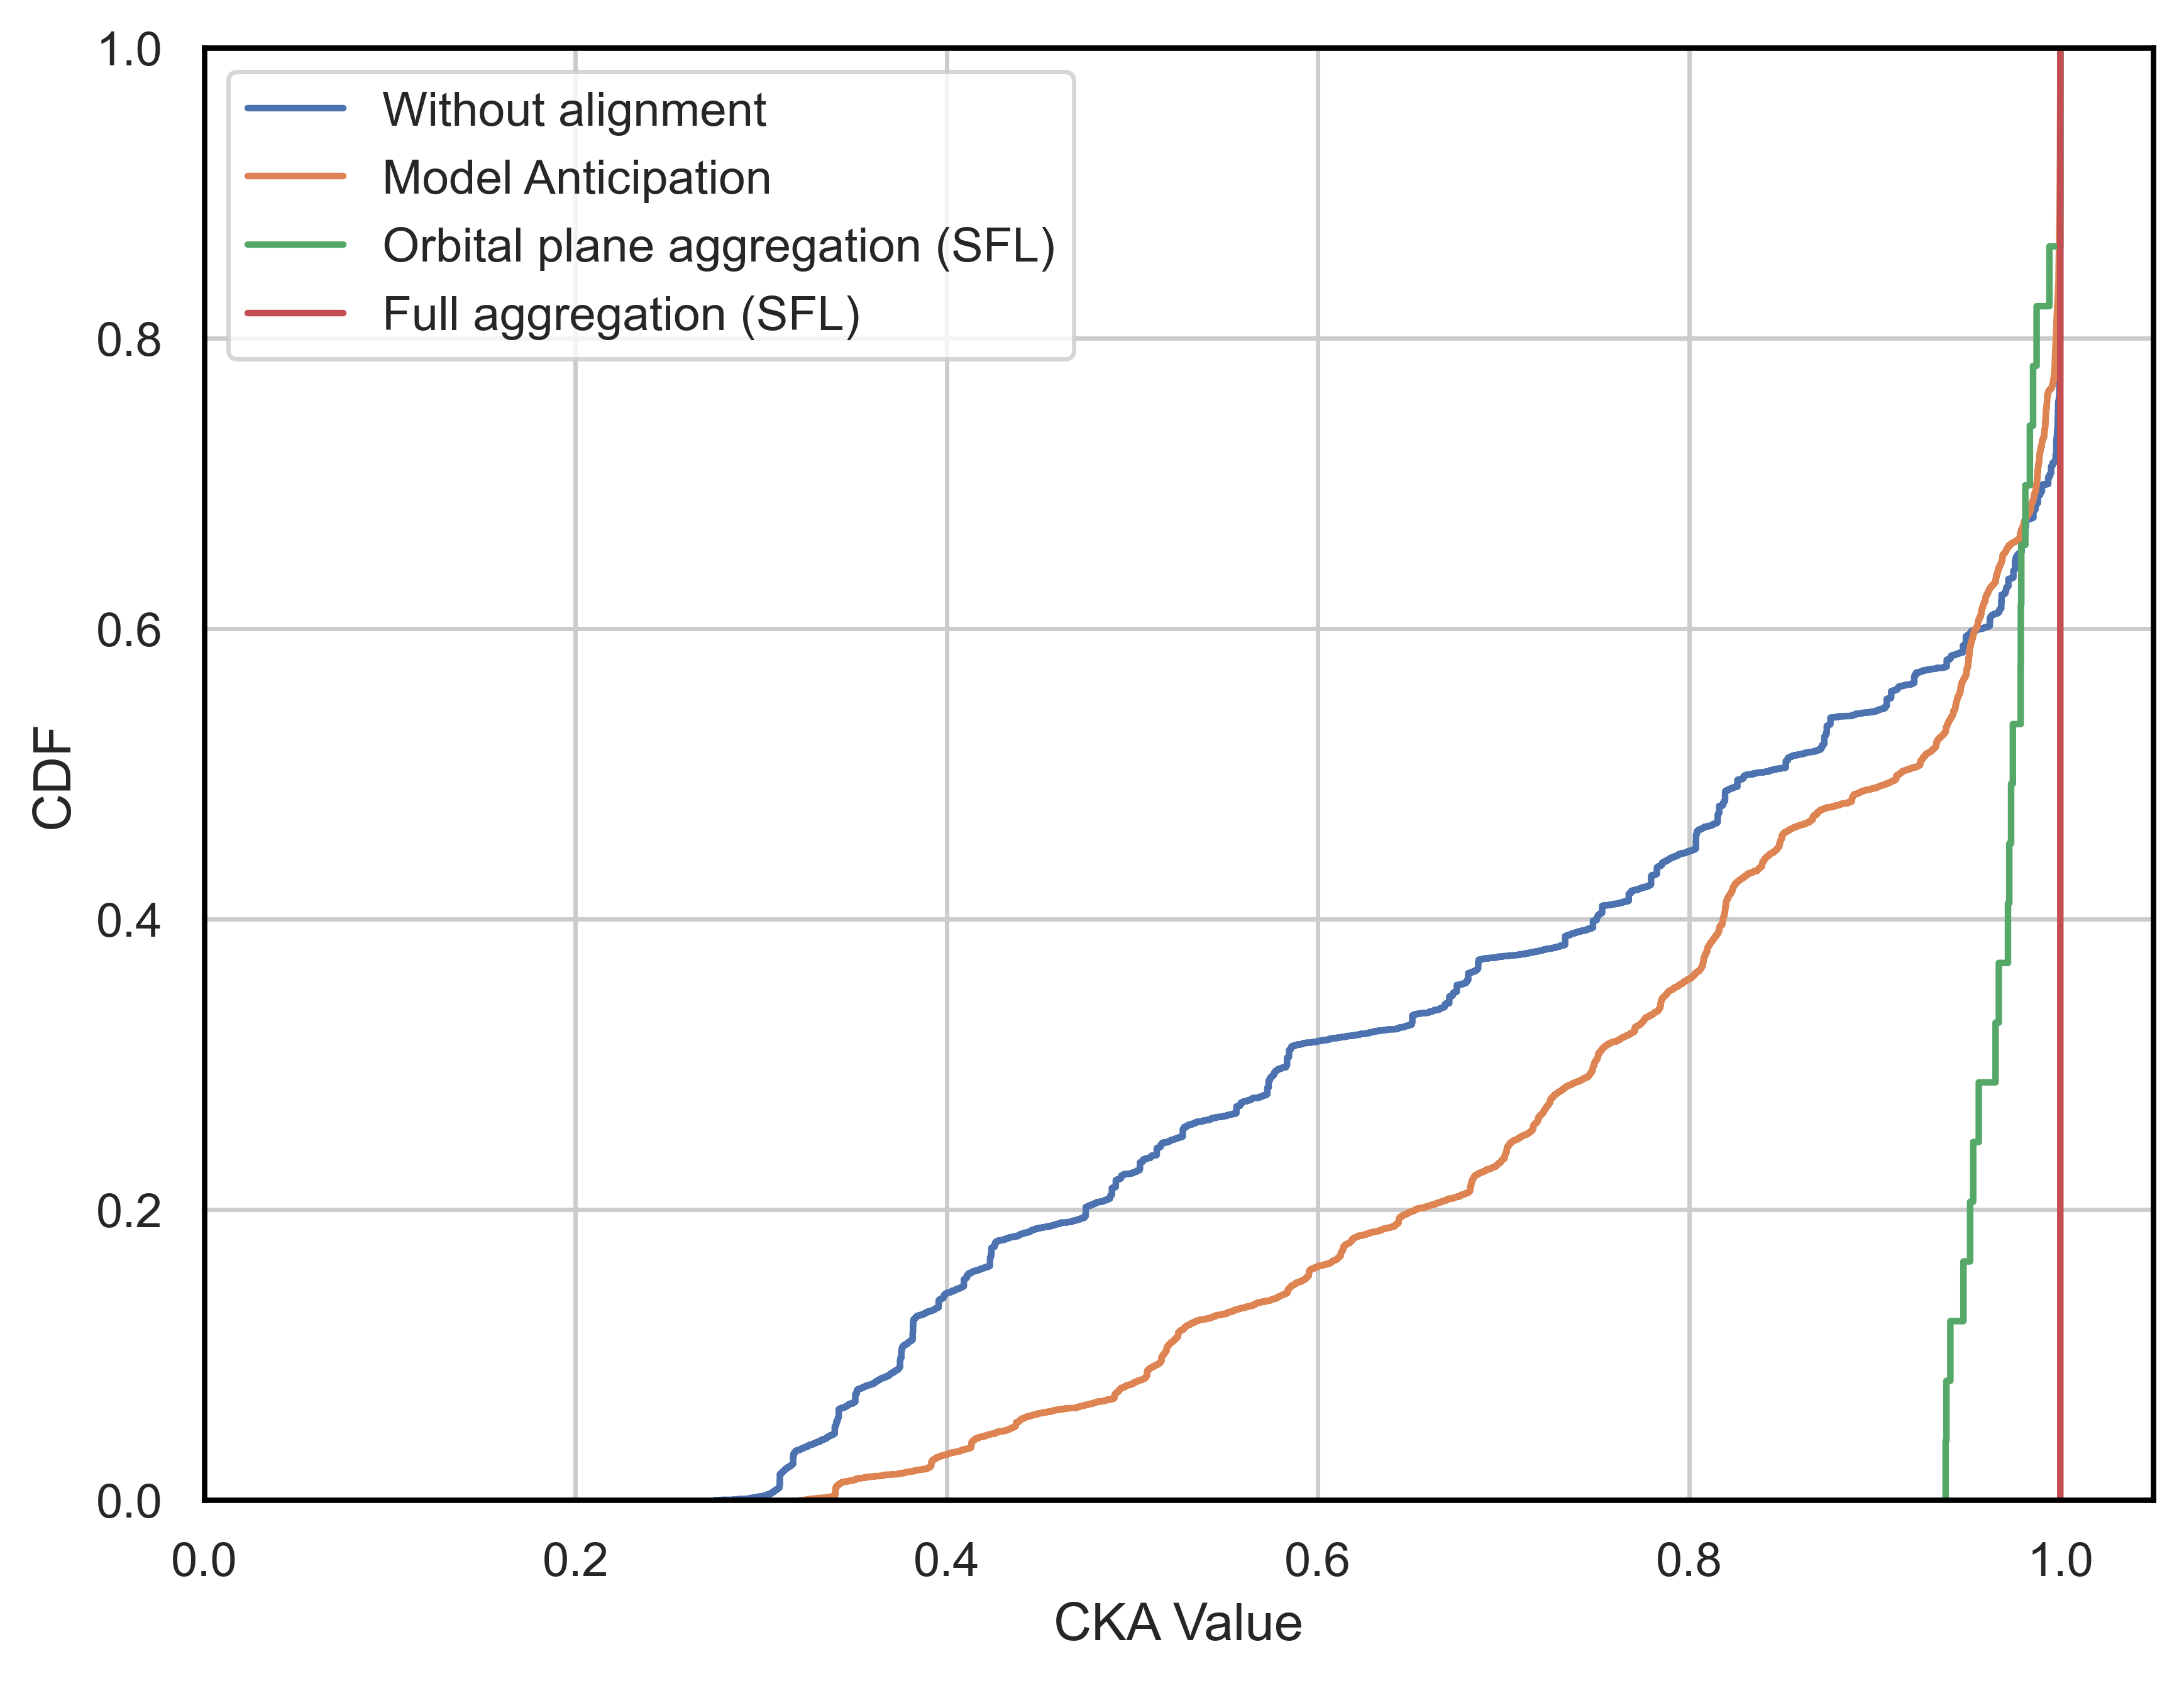 1.0
Without alignment
Model Anticipation
Orbital plane aggregation (SFL)
Full aggregation (SFL)
0.8
0.6
CDF
0.4
0.2
0.0
0.0 0.2 0.4 0.6 0.8 1.0
CKA Value